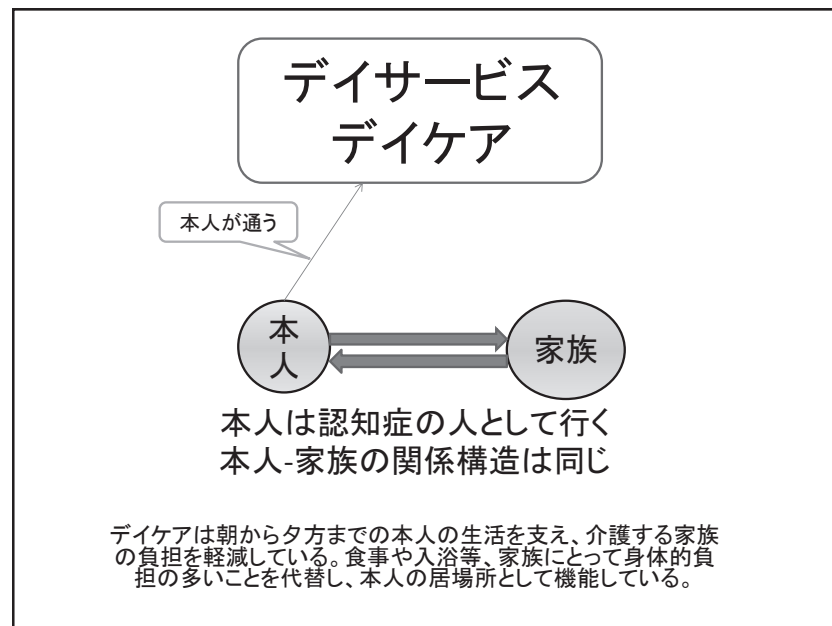 デイサービス
デイケア
本人が通う
本
人
家族
本人は認知症の人として行く
本人-家族の関係構造は同じ
デイケアは朝から夕方までの本人の生活を支え、介護する家族
の負担を軽減している。食事や入浴等、家族にとって身体的負
担の多いことを代替し、本人の居場所として機能している。